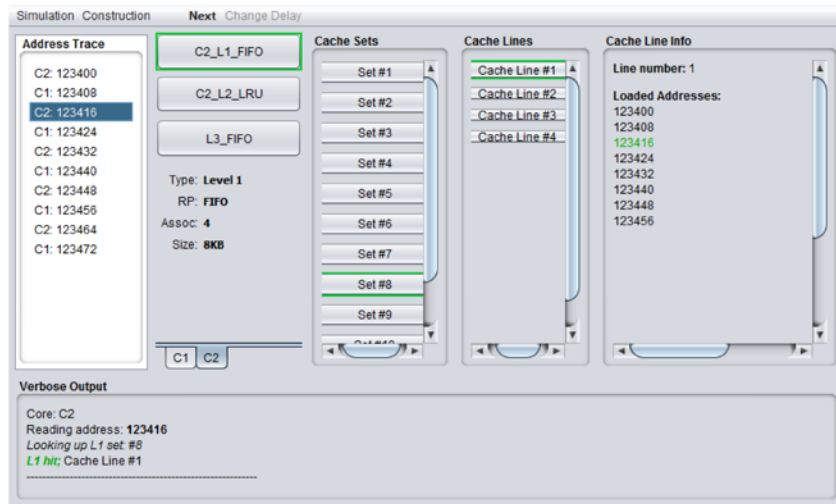 Simulation Construction Next Change Delay
Address Trace
C2: 123400
C1: 123408
C2: 123416
C1: 123424
C2: 123432
C1: 123440
C2: 123448
C1: 123456
C2: 123464
C1: 123472
C2_L1_FIFO
C2_L2_LRU
L3_FIFO
Type: Level 1
RP: FIFO
Assoc: 4
Size: 8KB
C1 C2
Cache Sets
Set #1
Set #2
Set #3
Set #4
Set #5
Set #6
Set #7
Set #8
Set #9
Cache Lines
Cache Line #1
Cache Line #2
Cache Line #3
Cache Line #4
Cache Line Info
Line number: 1
Loaded Addresses:
123400
123408
123416
123424
123432
123440
123448
123456
Verbose Output
Core: C2
Reading address: 123416
Looking up L1 set: #8
L1 hit; Cache Line #1